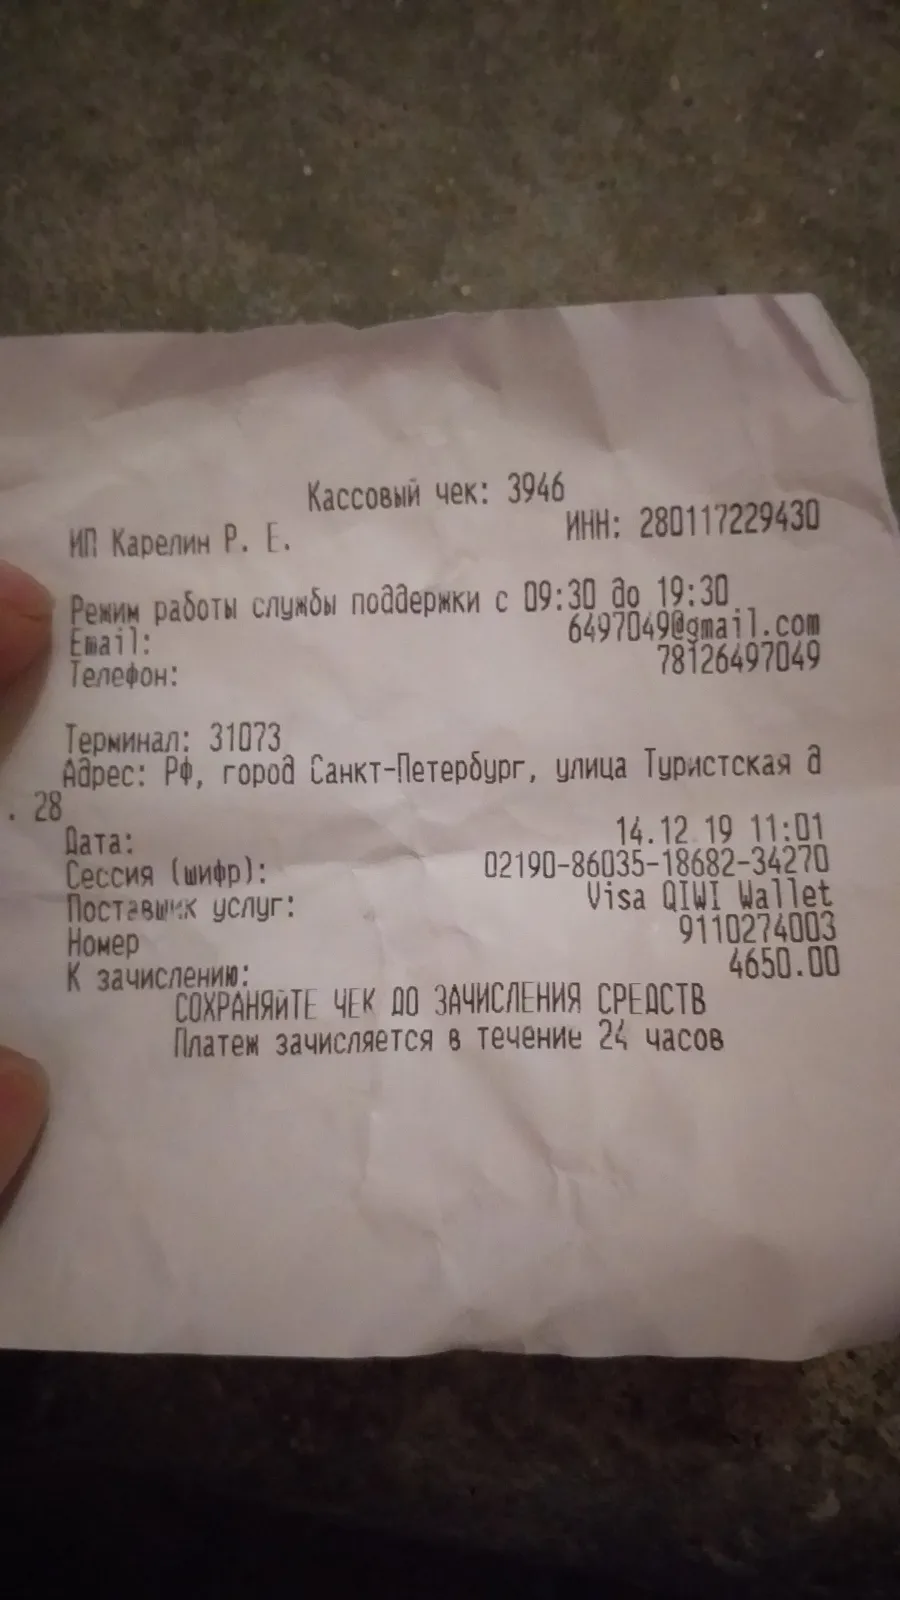 Кассовый чек: 3946
ИП Карелин Р. Е. ИНН: 280117229430
Режим работы службы поддержки с 09:30 до 19:30
Email: 6497049@gmail.com
Телефон: 78126497049
Терминал: 31073
Адрес: РФ, город Санкт-Петербург, улица Туристская д
. 28
Дата: 14.12.19 11:01
Сессия (шифр): 02190-86035-18682-34270
Поставщик услуг: Visa QIWI Wallet
Номер 9110274003
К зачислению: 4650.00
СОХРАНЯЙТЕ ЧЕК ДО ЗАЧИСЛЕНИЯ СРЕДСТВ
Платеж зачисляется в течение 24 часов